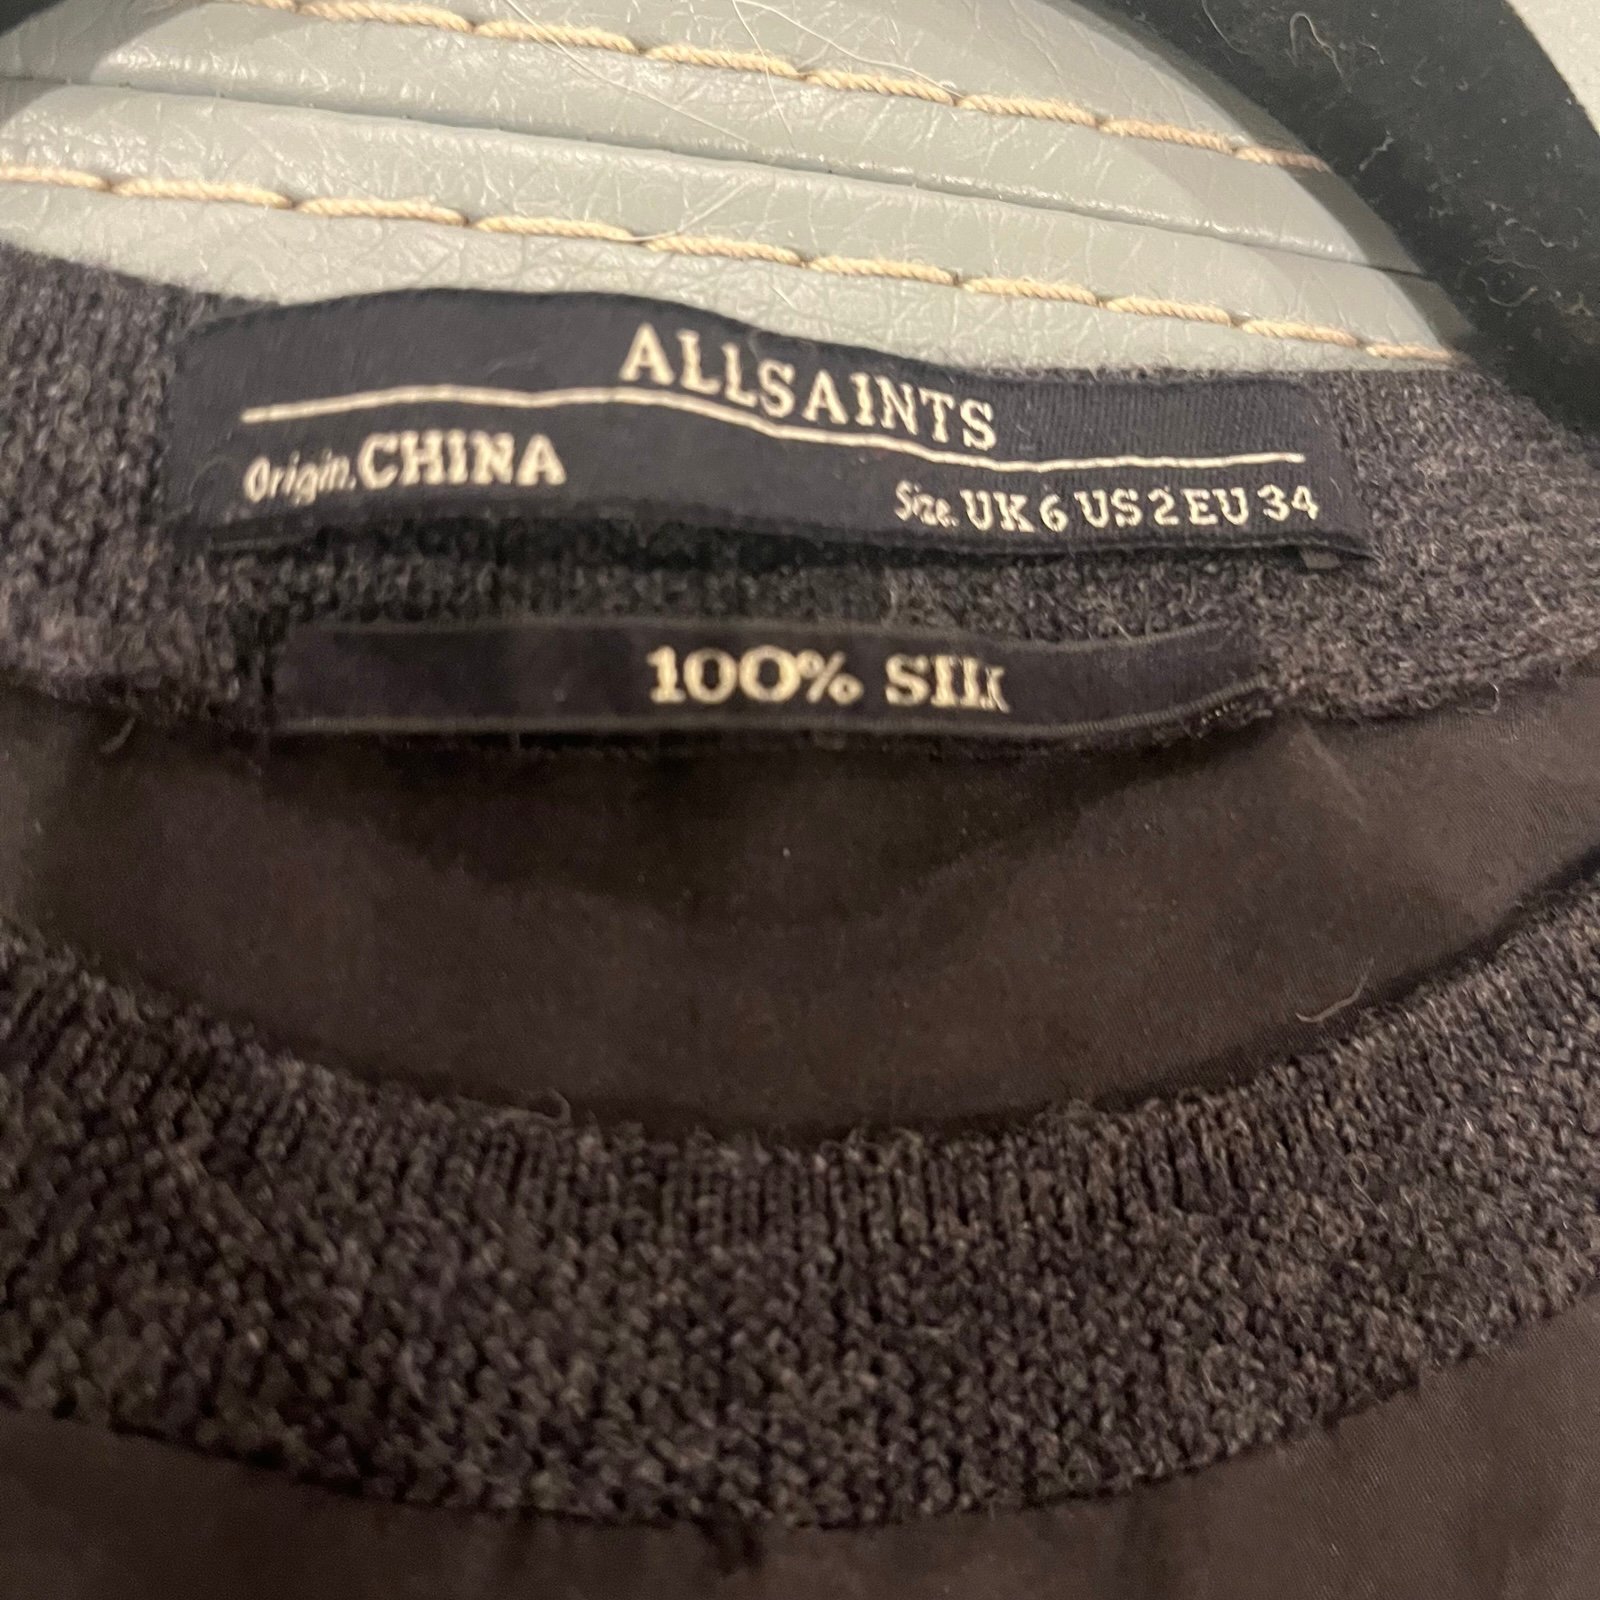 ALLSAINTS
Origin. CHINA
Size. UK 6 US 2 EU 34
100% SILK